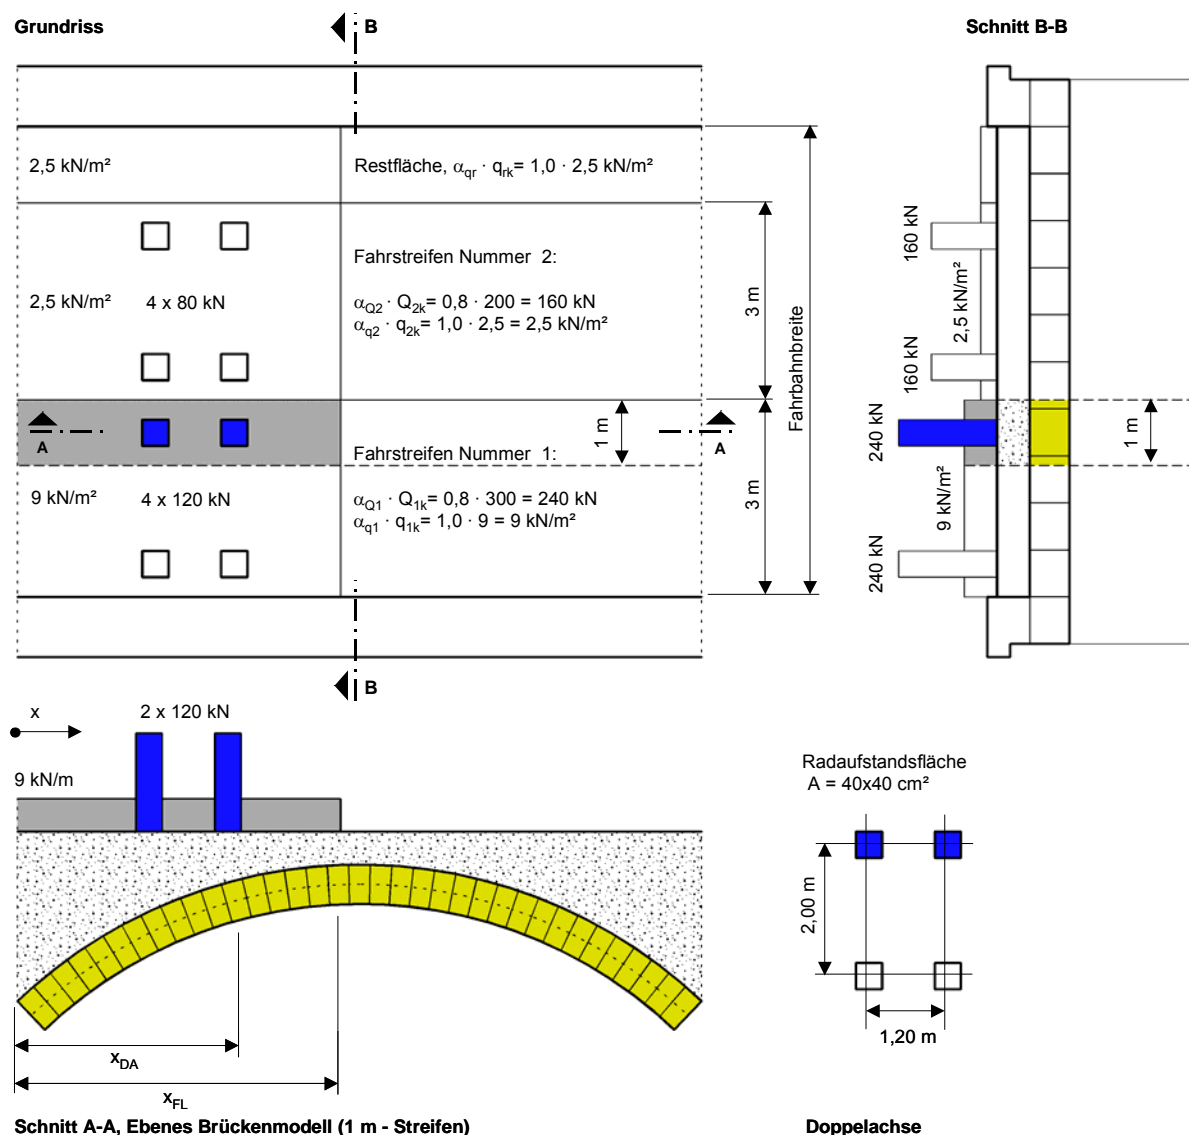 Grundriss
B
Schnitt B-B
2,5 kN/m²
Restfläche, αqr · qrk= 1,0 · 2,5 kN/m²
Fahrstreifen Nummer 2:
2,5 kN/m²
4 x 80 kN
αQ2 · Q2k= 0,8 · 200 = 160 kN
αq2 · q2k= 1,0 · 2,5 = 2,5 kN/m²
3 m
Fahrbahnbreite
160 kN
2,5 kN/m²
160 kN
A
1 m
A
240 kN
1 m
Fahrstreifen Nummer 1:
9 kN/m²
4 x 120 kN
αQ1 · Q1k= 0,8 · 300 = 240 kN
αq1 · q1k= 1,0 · 9 = 9 kN/m²
3 m
9 kN/m²
240 kN
B
x
2 x 120 kN
9 kN/m
Radaufstandsfläche
A = 40x40 cm²
2,00 m
1,20 m
xDA
xFL
Schnitt A-A, Ebenes Brückenmodell (1 m - Streifen)
Doppelachse